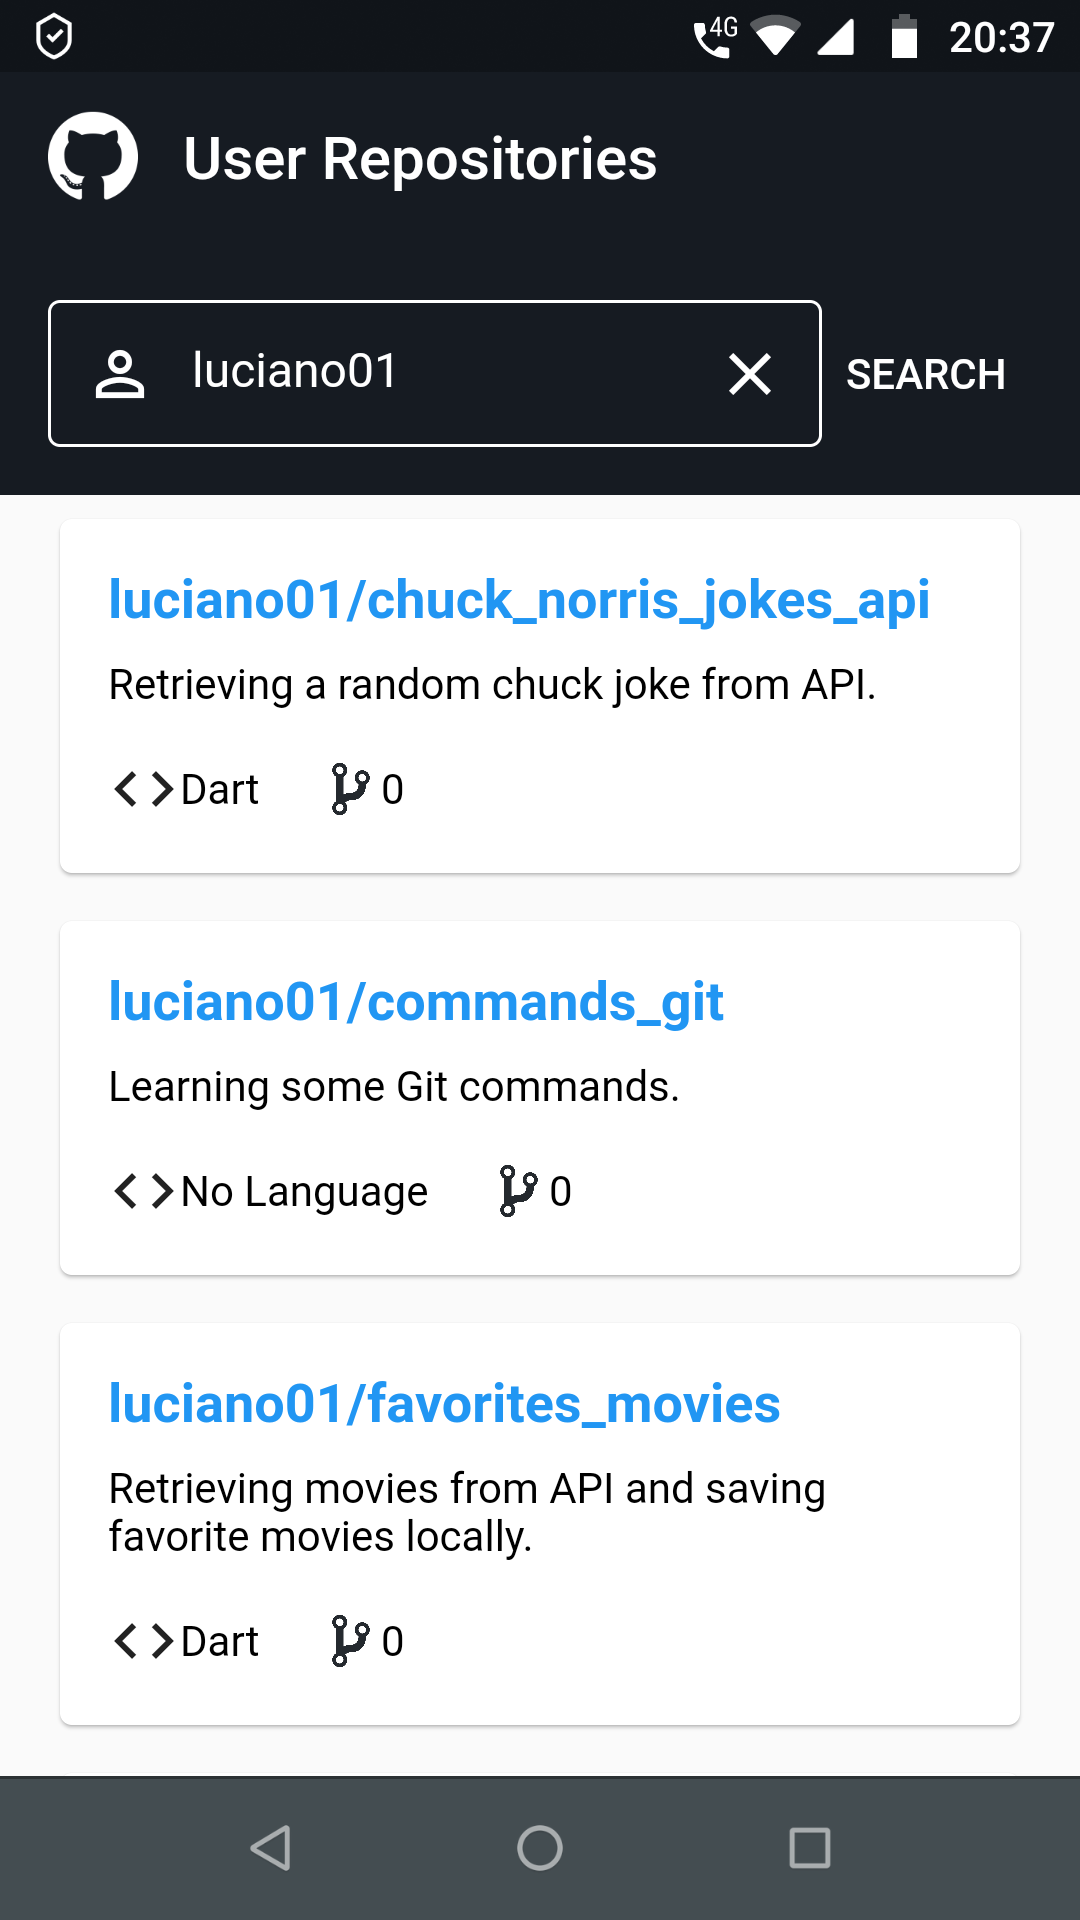 4G 20:37
User Repositories
luciano01 SEARCH
luciano01/chuck_norris_jokes_api
Retrieving a random chuck joke from API.
Dart 0
luciano01/commands_git
Learning some Git commands.
No Language 0
luciano01/favorites_movies
Retrieving movies from API and saving
favorite movies locally.
Dart 0